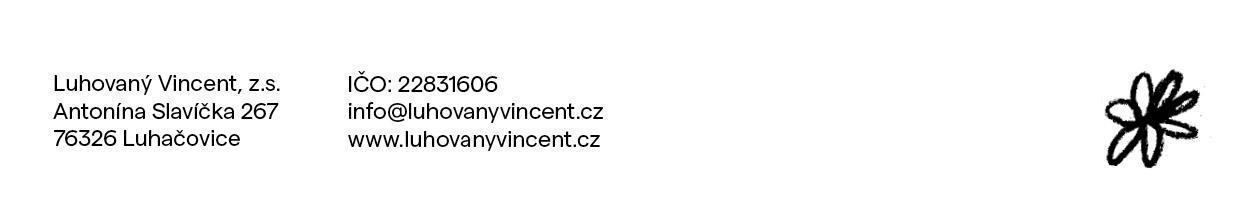 Luhovaný Vincent, z.s.
Antonína Slavíčka 267
76326 Luhačovice
IČO: 22831606
info@luhovanyvincent.cz
www.luhovanyvincent.cz